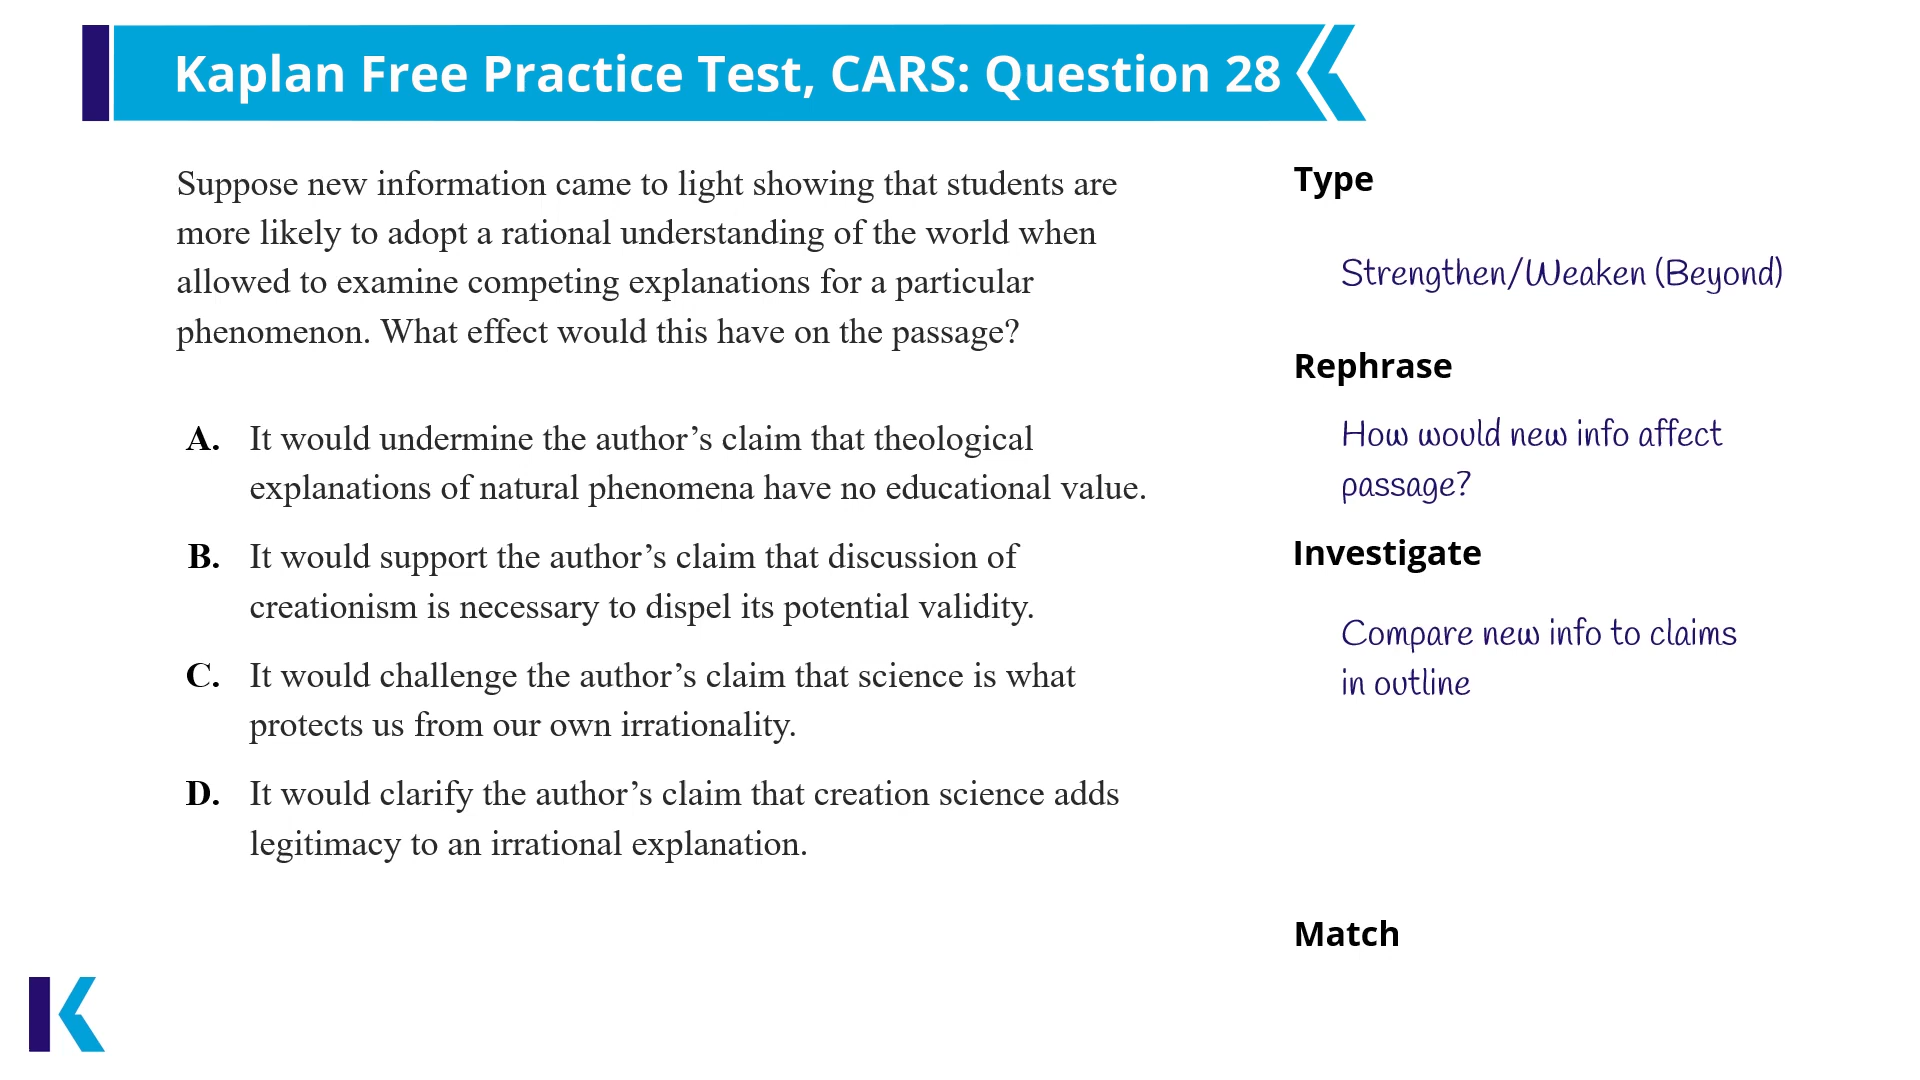 Kaplan Free Practice Test, CARS: Question 28
Suppose new information came to light showing that students are
more likely to adopt a rational understanding of the world when
allowed to examine competing explanations for a particular
phenomenon. What effect would this have on the passage?
A. It would undermine the author’s claim that theological
explanations of natural phenomena have no educational value.
B. It would support the author’s claim that discussion of
creationism is necessary to dispel its potential validity.
C. It would challenge the author’s claim that science is what
protects us from our own irrationality.
D. It would clarify the author’s claim that creation science adds
legitimacy to an irrational explanation.
Type
Strengthen/Weaken (Beyond)
Rephrase
How would new info affect
passage?
Investigate
Compare new info to claims
in outline
Match
K